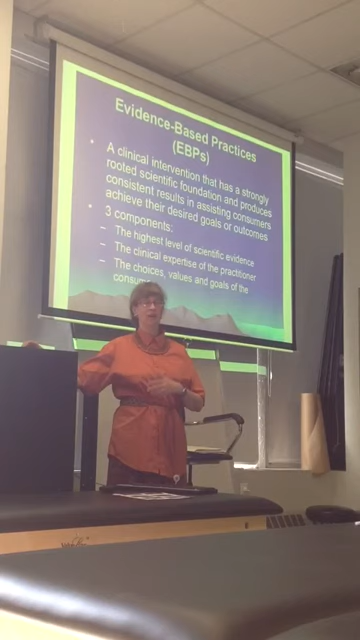 Evidence-Based Practices
(EBPs)
• A clinical intervention that has a strongly
rooted scientific foundation and produces
consistent results in assisting consumers
achieve their desired goals or outcomes
• 3 components:
– The highest level of scientific evidence
– The clinical expertise of the practitioner
– The choices, values and goals of the